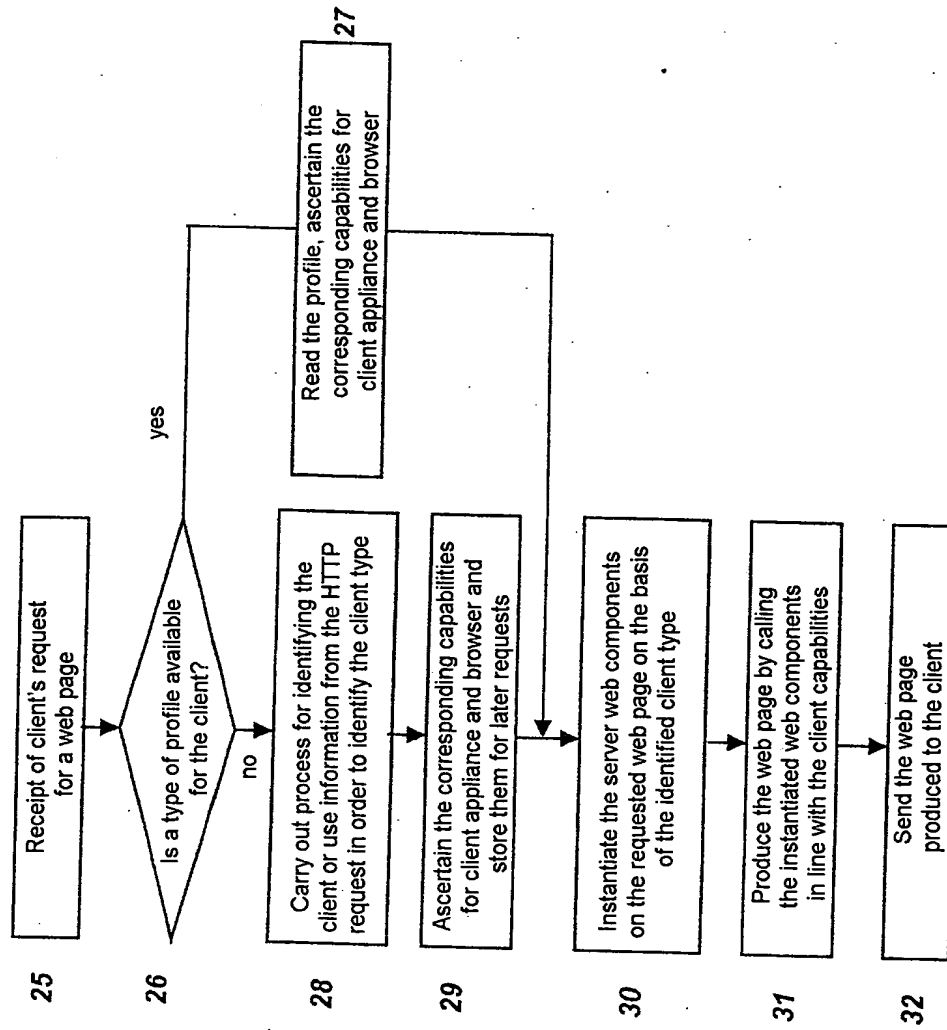 25
Receipt of client's request
for a web page
26
Is a type of profile available
for the client?
yes
no
27
Read the profile, ascertain the
corresponding capabilities for
client appliance and browser
28
Carry out process for identifying the
client or use information from the HTTP
request in order to identify the client type
29
Ascertain the corresponding capabilities
for client appliance and browser and
store them for later requests
30
Instantiate the server web components
on the requested web page on the basis
of the identified client type
31
Produce the web page by calling
the instantiated web components
in line with the client capabilities
32
Send the web page
produced to the client